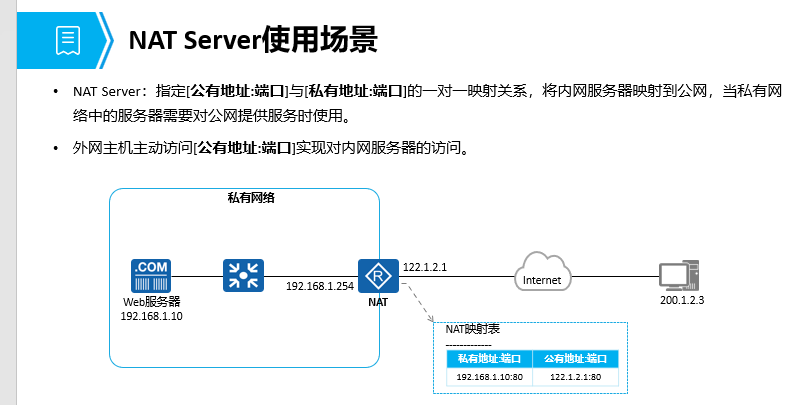 NAT Server使用场景
• NAT Server：指定[公有地址:端口]与[私有地址:端口]的一对一映射关系，将内网服务器映射到公网，当私有网
络中的服务器需要对公网提供服务时使用。
• 外网主机主动访问[公有地址:端口]实现对内网服务器的访问。
私有网络
.COM
R
122.1.2.1
Internet
192.168.1.254
NAT
Web服务器
192.168.1.10
200.1.2.3
NAT映射表
-------------
私有地址:端口 公有地址:端口
192.168.1.10:80 122.1.2.1:80